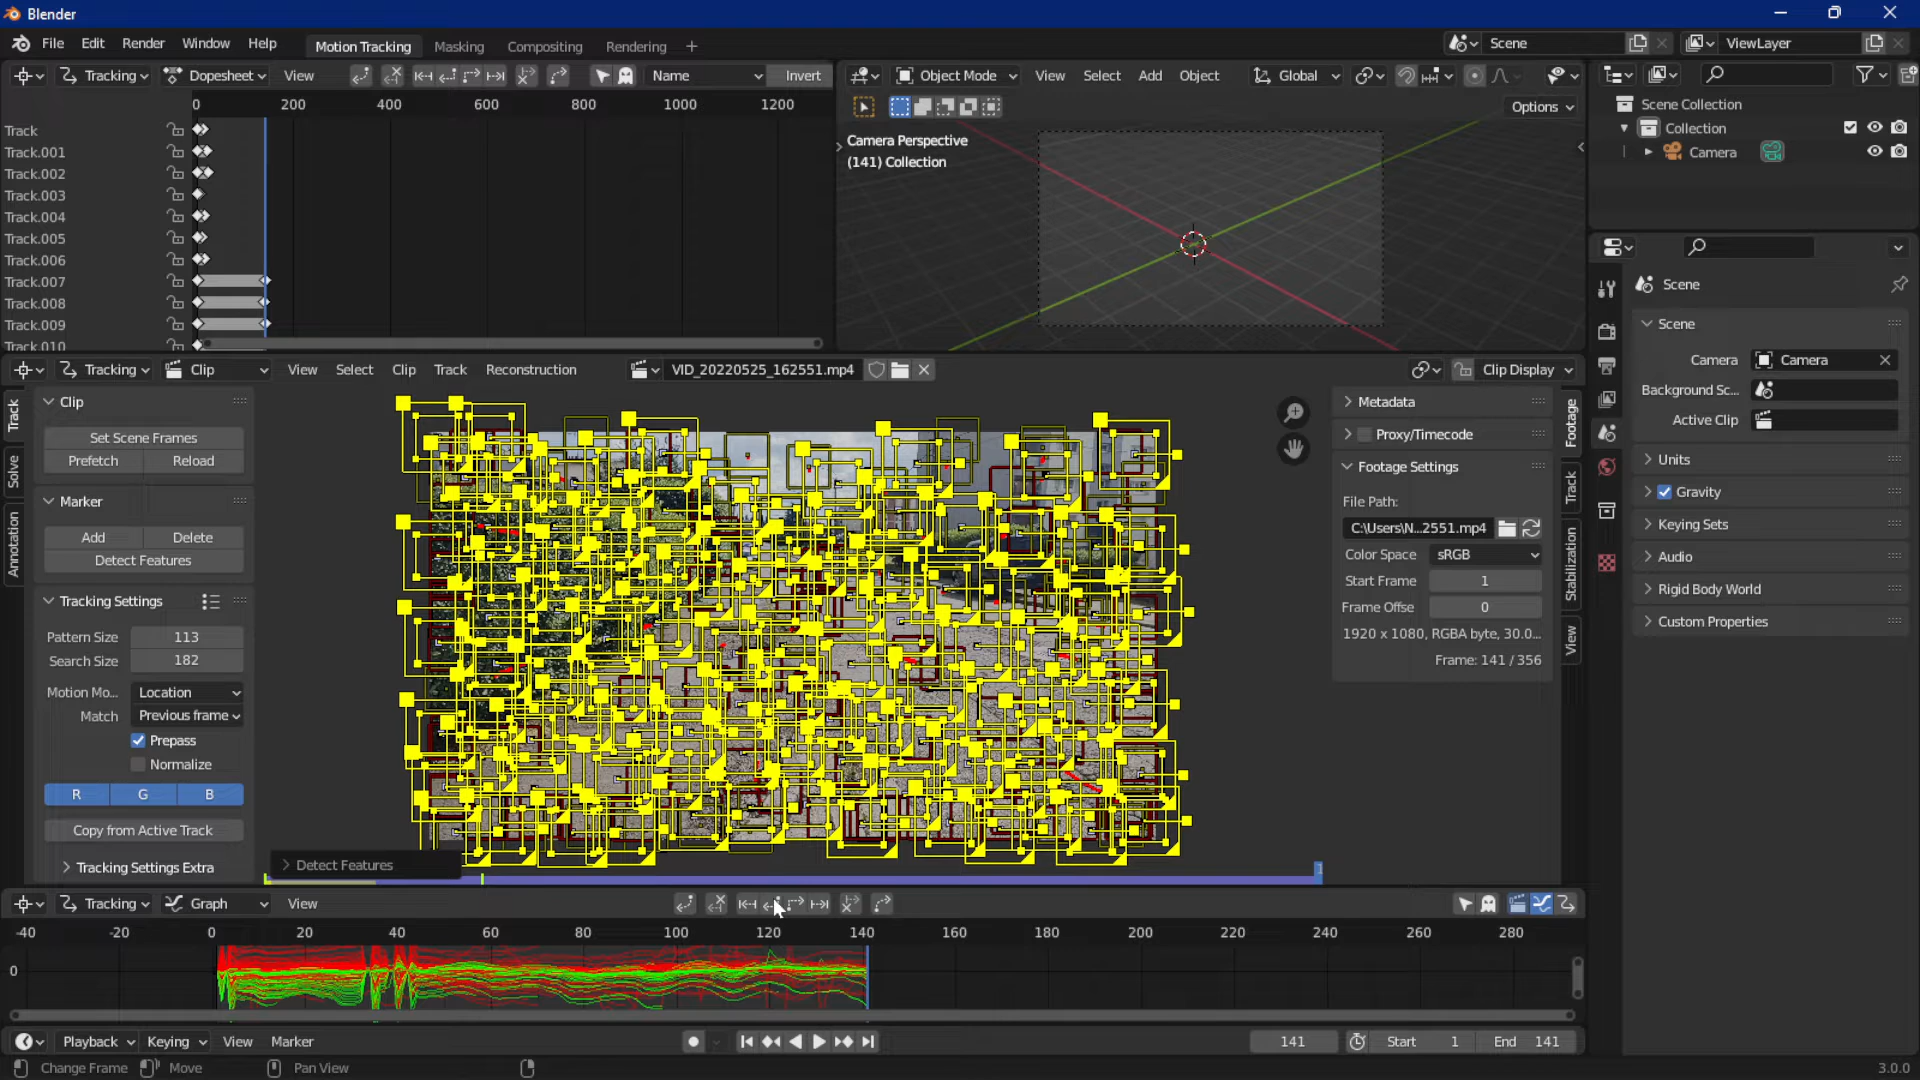 Blender
File Edit Render Window Help Motion Tracking Masking Compositing Rendering + Scene ViewLayer
Tracking Dopesheet View Name Invert
0 200 400 600 800 1000 1200
Track
Track.001
Track.002
Track.003
Track.004
Track.005
Track.006
Track.007
Track.008
Track.009
Track.010
Object Mode View Select Add Object Global
Options
Camera Perspective
(141) Collection
Scene Collection
Collection
Camera
Scene
Scene
Camera Camera
Background Sc...
Active Clip
Units
Gravity
Keying Sets
Audio
Rigid Body World
Custom Properties
Tracking Clip View Select Clip Track Reconstruction VID_20220525_162551.mp4 Clip Display
Track
Solve
Annotation
Clip
Set Scene Frames
Prefetch Reload
Marker
Add Delete
Detect Features
Tracking Settings
Pattern Size 113
Search Size 182
Motion Mo... Location
Match Previous frame
Prepass
Normalize
R G B
Copy from Active Track
Tracking Settings Extra
Detect Features
1
Metadata
Proxy/Timecode
Footage Settings
File Path:
C:\Users\N...2551.mp4
Color Space sRGB
Start Frame 1
Frame Offse 0
1920 x 1080, RGBA byte, 30.0...
Frame: 141 / 356
Footage
Track
Stabilization
View
Tracking Graph View
-40 -20 0 20 40 60 80 100 120 140 160 180 200 220 240 260 280
0
Playback Keying View Marker 141 Start 1 End 141
Change Frame Move Pan View 3.0.0